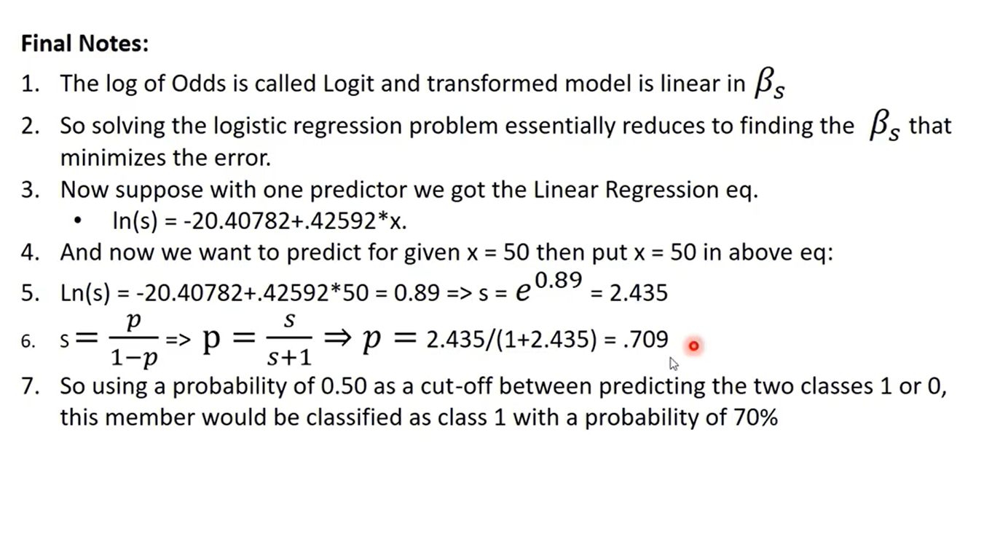 Final Notes:
1. The log of Odds is called Logit and transformed model is linear in βs
2. So solving the logistic regression problem essentially reduces to finding the βs that
minimizes the error.
3. Now suppose with one predictor we got the Linear Regression eq.
• ln(s) = -20.40782+.42592*x.
4. And now we want to predict for given x = 50 then put x = 50 in above eq:
5. Ln(s) = -20.40782+.42592*50 = 0.89 => s = e^0.89 = 2.435
6. s = p/(1−p) => p = s/(s+1) ⇒ p = 2.435/(1+2.435) = .709
7. So using a probability of 0.50 as a cut-off between predicting the two classes 1 or 0,
this member would be classified as class 1 with a probability of 70%